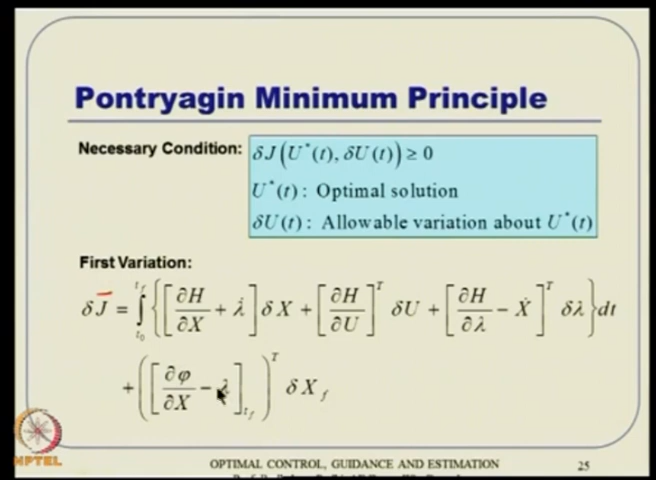 Pontryagin Minimum Principle
Necessary Condition: δJ(U*(t), δU(t)) ≥ 0
U*(t) : Optimal solution
δU(t) : Allowable variation about U*(t)
First Variation:
δJ̄ = ∫_{t_0}^{t_f} {[∂H/∂X + λ̇] δX + [∂H/∂U]^T δU + [∂H/∂λ − Ẋ]^T δλ} dt
+ ([∂φ/∂X − λ]_{t_f})^T δX_f
NPTEL
OPTIMAL CONTROL, GUIDANCE AND ESTIMATION
25